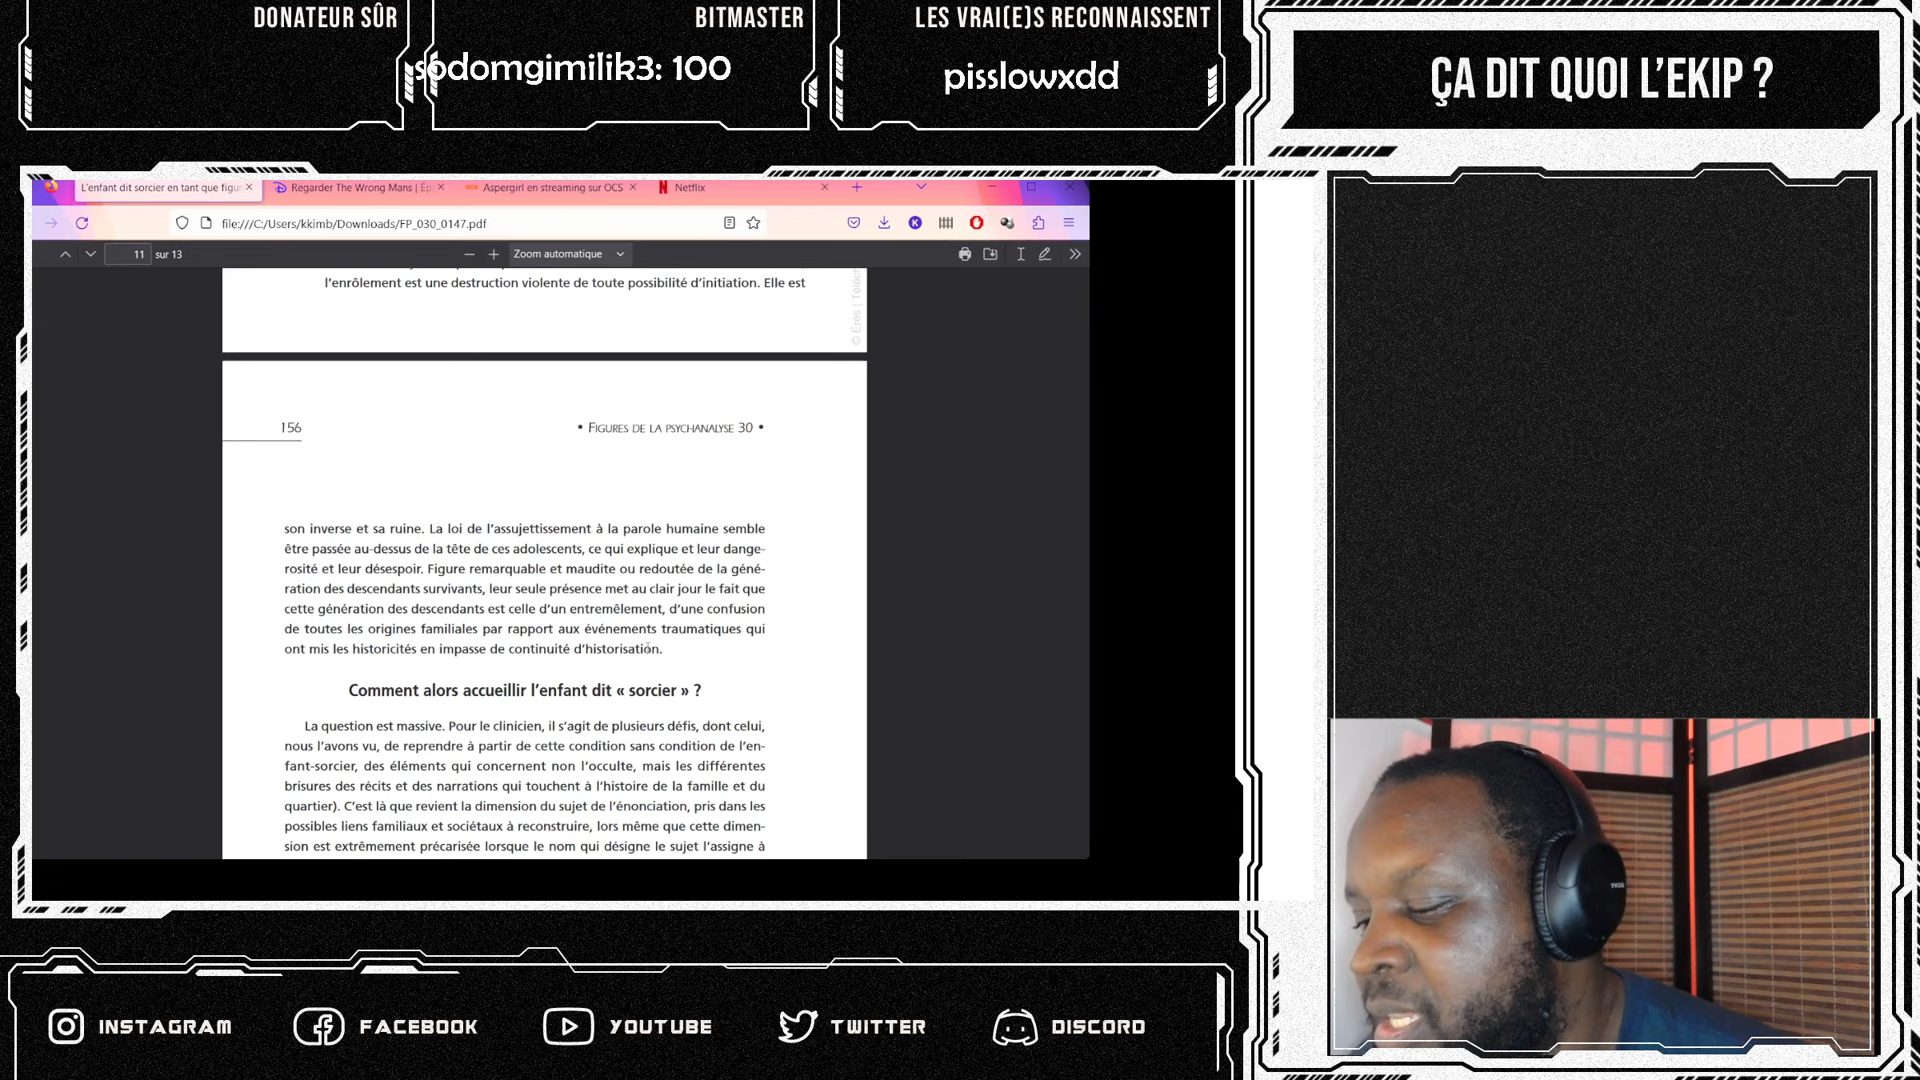 DONATEUR SÛR
BITMASTER
LES VRAI(E)S RECONNAISSENT
sodomgimilik3: 100
pisslowxdd
ÇA DIT QUOI L'EKIP ?
L'enfant dit sorcier en tant que figu
Regarder The Wrong Mans | Ép
Aspergirl en streaming sur OCS
Netflix
file:///C:/Users/kkimb/Downloads/FP_030_0147.pdf
11 sur 13
Zoom automatique
l'enrôlement est une destruction violente de toute possibilité d'initiation. Elle est
156
• FIGURES DE LA PSYCHANALYSE 30 •
son inverse et sa ruine. La loi de l'assujettissement à la parole humaine semble
être passée au-dessus de la tête de ces adolescents, ce qui explique et leur dange-
rosité et leur désespoir. Figure remarquable et maudite ou redoutée de la géné-
ration des descendants survivants, leur seule présence met au clair jour le fait que
cette génération des descendants est celle d'un entremêlement, d'une confusion
de toutes les origines familiales par rapport aux événements traumatiques qui
ont mis les historicités en impasse de continuité d'historisation.
Comment alors accueillir l'enfant dit « sorcier » ?
La question est massive. Pour le clinicien, il s'agit de plusieurs défis, dont celui,
nous l'avons vu, de reprendre à partir de cette condition sans condition de l'en-
fant-sorcier, des éléments qui concernent non l'occulte, mais les différentes
brisures des récits et des narrations qui touchent à l'histoire de la famille et du
quartier). C'est là que revient la dimension du sujet de l'énonciation, pris dans les
possibles liens familiaux et sociétaux à reconstruire, lors même que cette dimen-
sion est extrêmement précarisée lorsque le nom qui désigne le sujet l'assigne à
INSTAGRAM
FACEBOOK
YOUTUBE
TWITTER
DISCORD